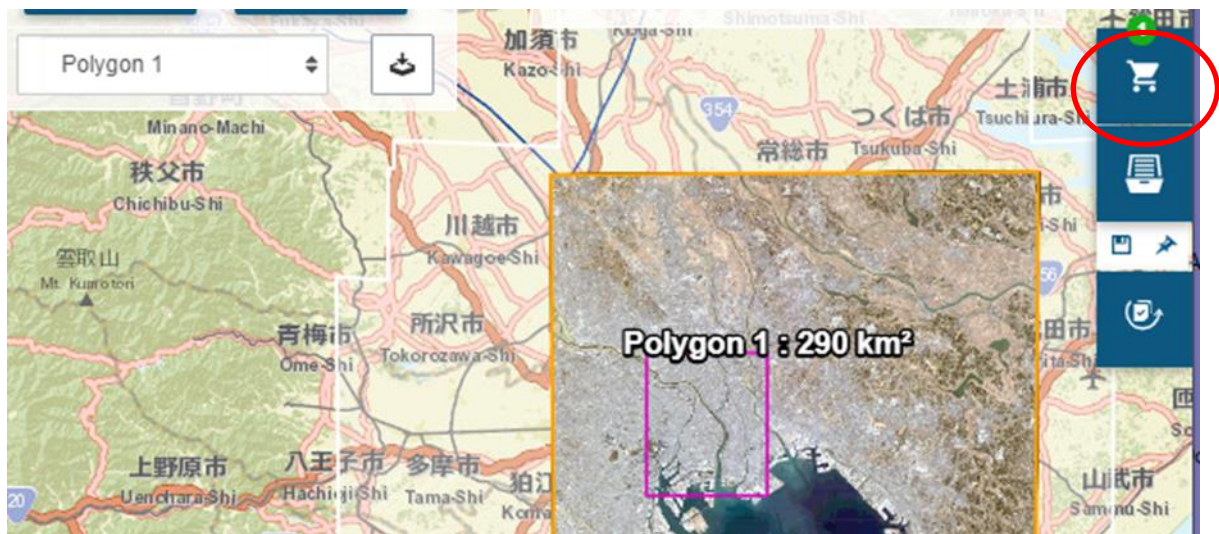 Shimotsuma-Shi
Polygon 1
加須市
Kazo-Shi
354
土浦市
Tsuchiura-Shi
つくば市
Tsukuba-Shi
常総市
Minano-Machi
秩父市
Chichibu-Shi
川越市
Kawagoe-Shi
雲取山
Mt. Kumotori
青梅市
Ome-Shi
所沢市
Tokorozawa-Shi
Polygon 1 : 290 km²
上野原市
Uenohara-Shi
八王子市
Hachioji-Shi
多摩市
Tama-Shi
20
山武市
Sammu-Shi